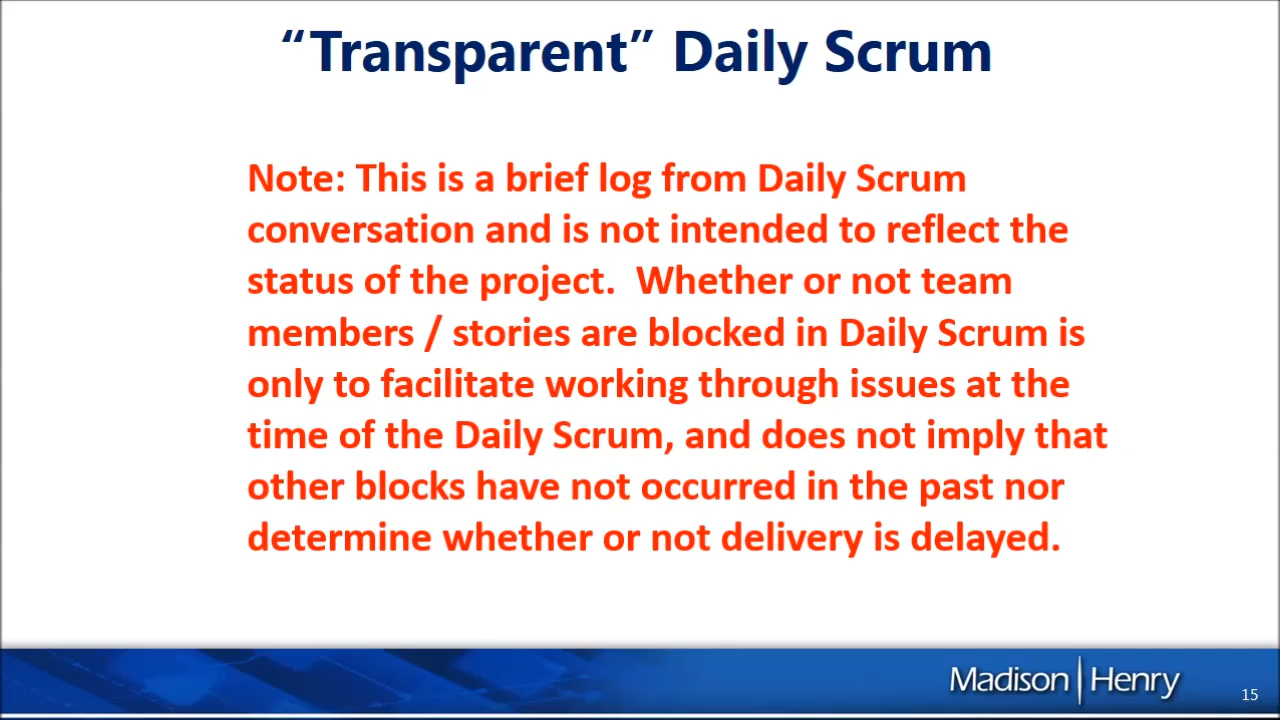 “Transparent” Daily Scrum
Note: This is a brief log from Daily Scrum
conversation and is not intended to reflect the
status of the project.  Whether or not team
members / stories are blocked in Daily Scrum is
only to facilitate working through issues at the
time of the Daily Scrum, and does not imply that
other blocks have not occurred in the past nor
determine whether or not delivery is delayed.
Madison|Henry
15